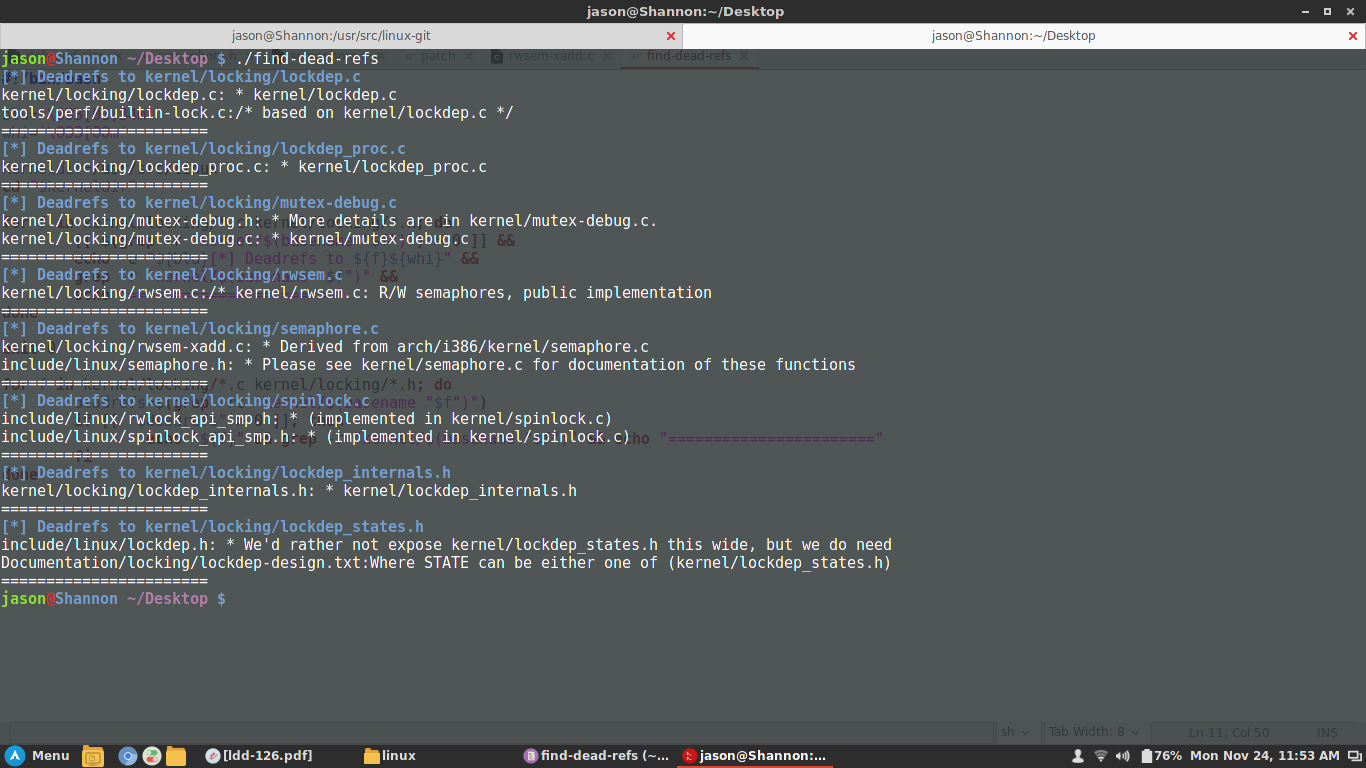 jason@Shannon:~/Desktop
jason@Shannon:/usr/src/linux-git
jason@Shannon:~/Desktop
patch rwsem-xadd.c find-dead-refs
jason@Shannon ~/Desktop $ ./find-dead-refs
[*] Deadrefs to kernel/locking/lockdep.c
kernel/locking/lockdep.c: * kernel/lockdep.c
tools/perf/builtin-lock.c:/* based on kernel/lockdep.c */
=======================
[*] Deadrefs to kernel/locking/lockdep_proc.c
kernel/locking/lockdep_proc.c: * kernel/lockdep_proc.c
=======================
[*] Deadrefs to kernel/locking/mutex-debug.c
kernel/locking/mutex-debug.h: * More details are in kernel/mutex-debug.c.
kernel/locking/mutex-debug.c: * kernel/mutex-debug.c
=======================
[*] Deadrefs to kernel/locking/rwsem.c
kernel/locking/rwsem.c:/* kernel/rwsem.c: R/W semaphores, public implementation
=======================
[*] Deadrefs to kernel/locking/semaphore.c
kernel/locking/rwsem-xadd.c: * Derived from arch/i386/kernel/semaphore.c
include/linux/semaphore.h: * Please see kernel/semaphore.c for documentation of these functions
=======================
[*] Deadrefs to kernel/locking/spinlock.c
include/linux/rwlock_api_smp.h: * (implemented in kernel/spinlock.c)
include/linux/spinlock_api_smp.h: * (implemented in kernel/spinlock.c)
=======================
[*] Deadrefs to kernel/locking/lockdep_internals.h
kernel/locking/lockdep_internals.h: * kernel/lockdep_internals.h
=======================
[*] Deadrefs to kernel/locking/lockdep_states.h
include/linux/lockdep.h: * We'd rather not expose kernel/lockdep_states.h this wide, but we do need
Documentation/locking/lockdep-design.txt:Where STATE can be either one of (kernel/lockdep_states.h)
=======================
jason@Shannon ~/Desktop $
sh Tab Width: 8 Ln 11, Col 50 INS
Menu [ldd-126.pdf] linux find-dead-refs (~... jason@Shannon:... 76% Mon Nov 24, 11:53 AM